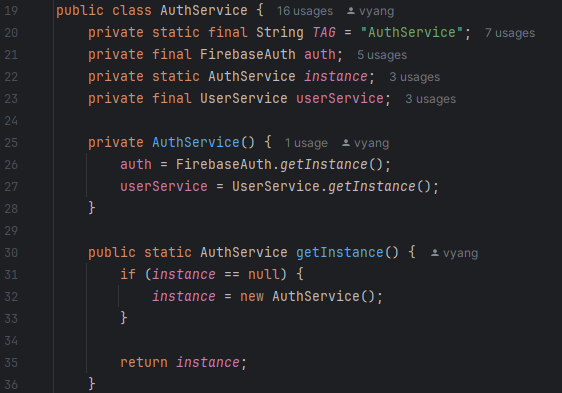 19 public class AuthService { 16 usages vyang
20 private static final String TAG = "AuthService"; 7 usages
21 private final FirebaseAuth auth; 5 usages
22 private static AuthService instance; 3 usages
23 private final UserService userService; 3 usages
24
25 private AuthService() { 1 usage vyang
26 auth = FirebaseAuth.getInstance();
27 userService = UserService.getInstance();
28 }
29
30 public static AuthService getInstance() { vyang
31 if (instance == null) {
32 instance = new AuthService();
33 }
34
35 return instance;
36 }